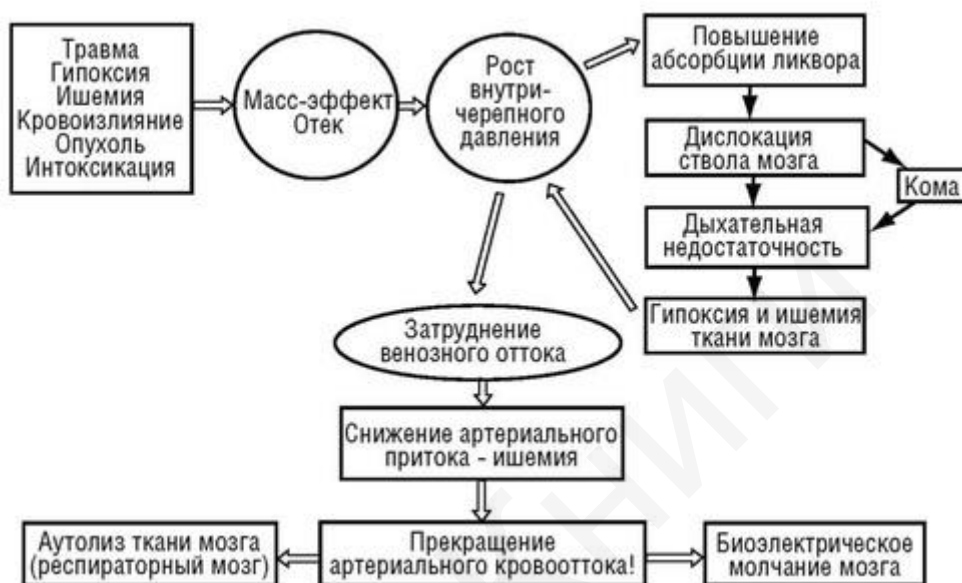 Травма
Гипоксия
Ишемия
Кровоизлияние
Опухоль
Интоксикация
Масс-эффект
Отек
Рост
внутри-
черепного
давления
Повышение
абсорбции ликвора
Дислокация
ствола мозга
Кома
Дыхательная
недостаточность
Гипоксия и ишемия
ткани мозга
Затруднение
венозного оттока
Снижение артериального
притока - ишемия
Прекращение
артериального кровооттока!
Аутолиз ткани мозга
(респираторный мозг)
Биоэлектрическое
молчание мозга